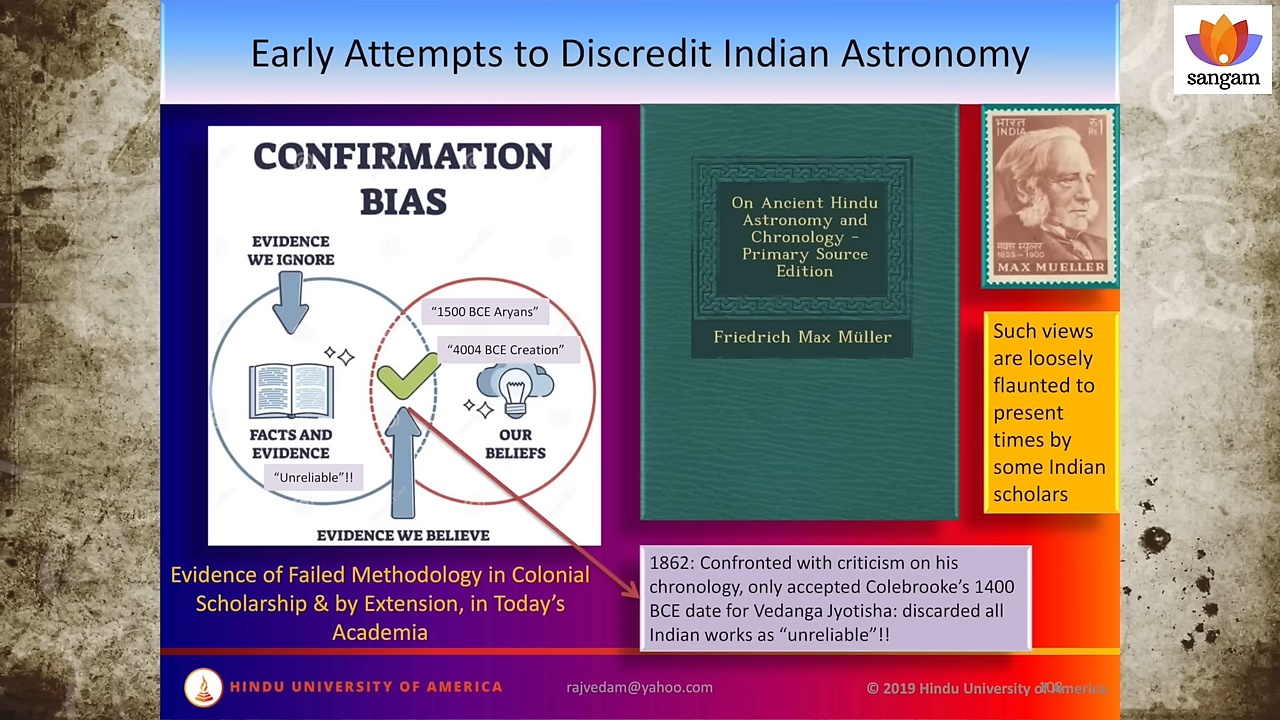 Early Attempts to Discredit Indian Astronomy
sangam
CONFIRMATION
BIAS
EVIDENCE
WE IGNORE
"1500 BCE Aryans"
"4004 BCE Creation"
FACTS AND
EVIDENCE
OUR
BELIEFS
"Unreliable"!!
EVIDENCE WE BELIEVE
Evidence of Failed Methodology in Colonial
Scholarship & by Extension, in Today's
Academia
On Ancient Hindu
Astronomy and
Chronology -
Primary Source
Edition
Friedrich Max Müller
भारत
INDIA
रु1
1823-1900
MAX MUELLER
Such views
are loosely
flaunted to
present
times by
some Indian
scholars
1862: Confronted with criticism on his
chronology, only accepted Colebrooke's 1400
BCE date for Vedanga Jyotisha: discarded all
Indian works as "unreliable"!!
HINDU UNIVERSITY OF AMERICA
rajvedam@yahoo.com
© 2019 Hindu University of America